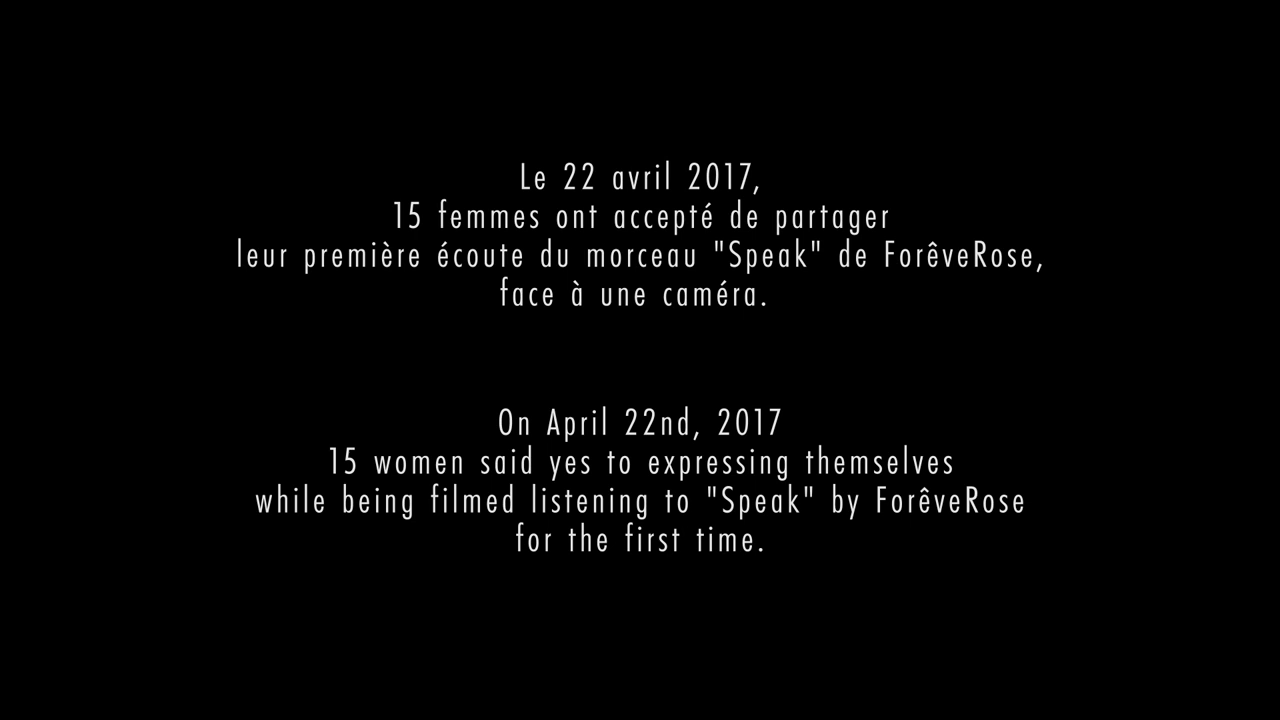 Le 22 avril 2017,
15 femmes ont accepté de partager
leur première écoute du morceau "Speak" de ForêveRose,
face à une caméra.
On April 22nd, 2017
15 women said yes to expressing themselves
while being filmed listening to "Speak" by ForêveRose
for the first time.